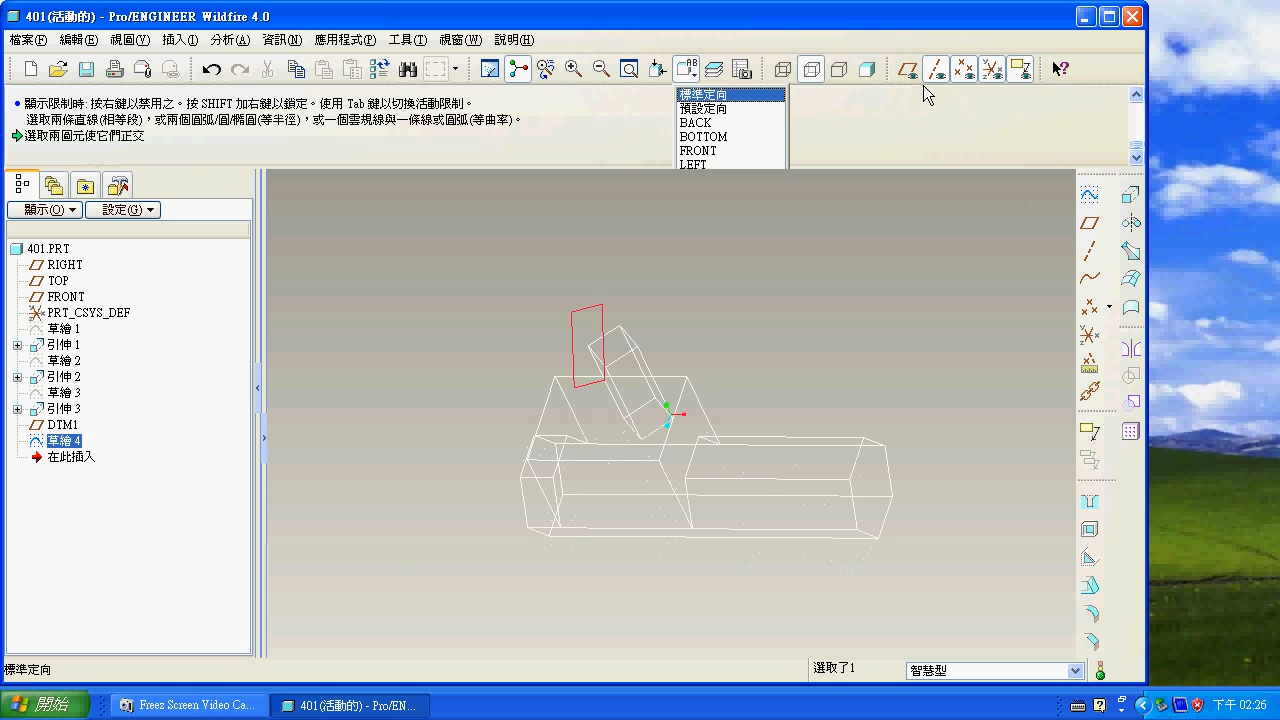 401(活動的) - Pro/ENGINEER Wildfire 4.0
檔案(F) 編輯(E) 視圖(V) 插入(I) 分析(A) 資訊(N) 應用程式(P) 工具(T) 視窗(W) 說明(H)
顯示限制時: 按右鍵以禁用之。按 SHIFT 加右鍵以鎖定。使用 Tab 鍵以切換活動限制。
選取兩條直線(相等段)，或兩個圓弧/圓/橢圓(等半徑)，或一個雲規線與一條線或圓弧(等曲率)。
選取兩圖元使它們正交
標準定向
預設定向
BACK
BOTTOM
FRONT
LEFT
顯示(O) 設定(G)
401.PRT
RIGHT
TOP
FRONT
PRT_CSYS_DEF
草繪 1
引伸 1
草繪 2
引伸 2
草繪 3
引伸 3
DTM1
草繪 4
在此插入
標準定向 選取了1 智慧型
開始 Freez Screen Video Ca... 401(活動的) - Pro/EN... 下午 02:26